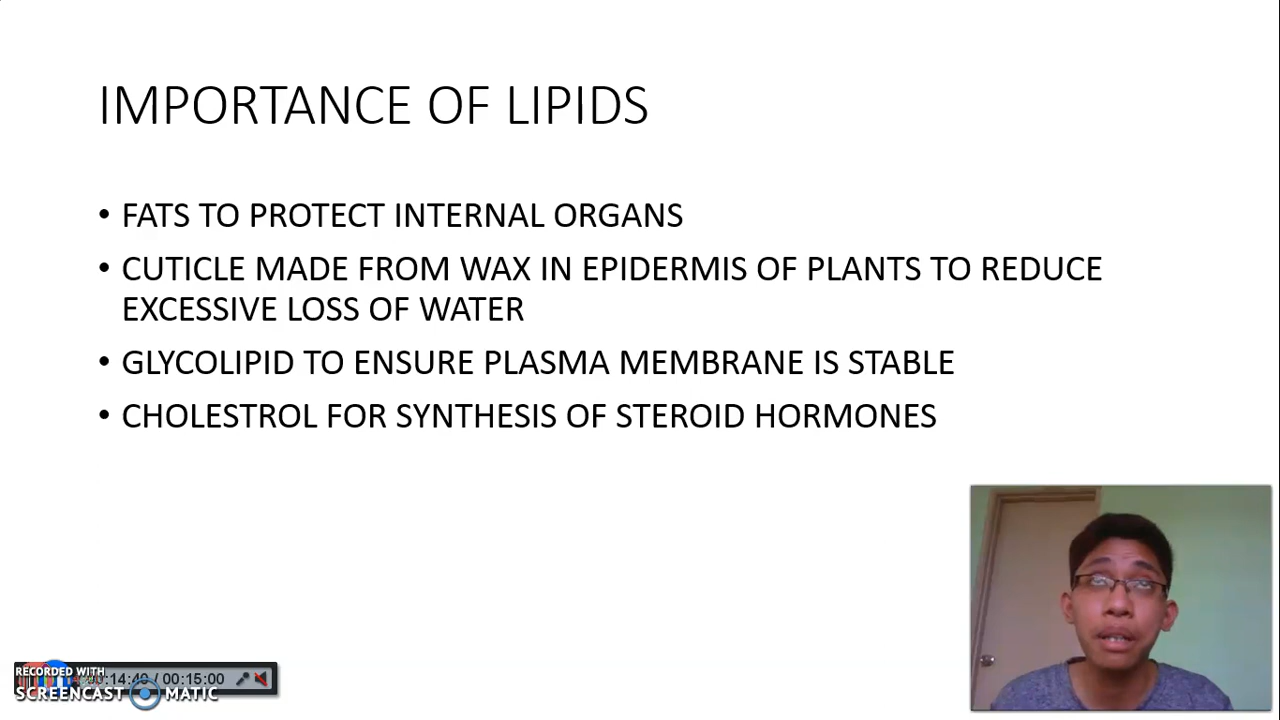 IMPORTANCE OF LIPIDS
• FATS TO PROTECT INTERNAL ORGANS
• CUTICLE MADE FROM WAX IN EPIDERMIS OF PLANTS TO REDUCE
EXCESSIVE LOSS OF WATER
• GLYCOLIPID TO ENSURE PLASMA MEMBRANE IS STABLE
• CHOLESTROL FOR SYNTHESIS OF STEROID HORMONES
RECORDED WITH
/ 00:15:00
SCREENCAST MATIC